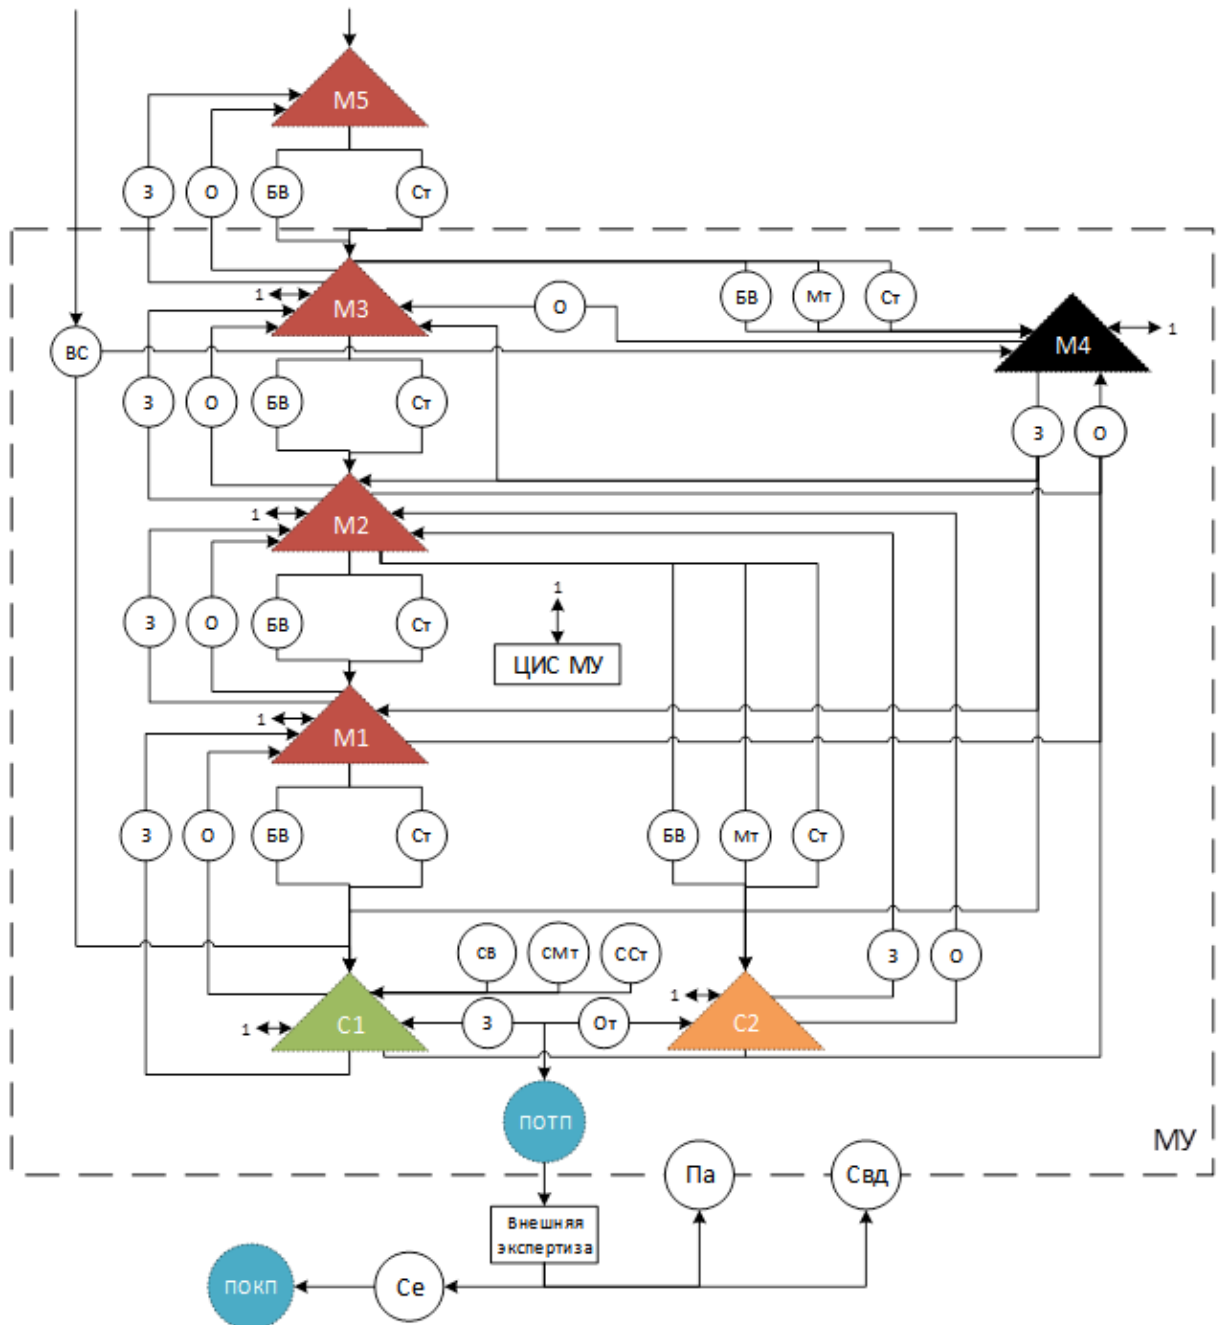 М5
З
О
БВ
Ст
1
М3
О
БВ
Мт
Ст
М4
1
ВС
З
О
БВ
Ст
З
О
1
М2
З
О
БВ
Ст
1
ЦИС МУ
1
М1
З
О
БВ
Ст
БВ
Мт
Ст
св
смт
ССт
З
О
1
С1
З
От
1
С2
потп
МУ
Па
Свд
Внешняя
экспертиза
покп
Се